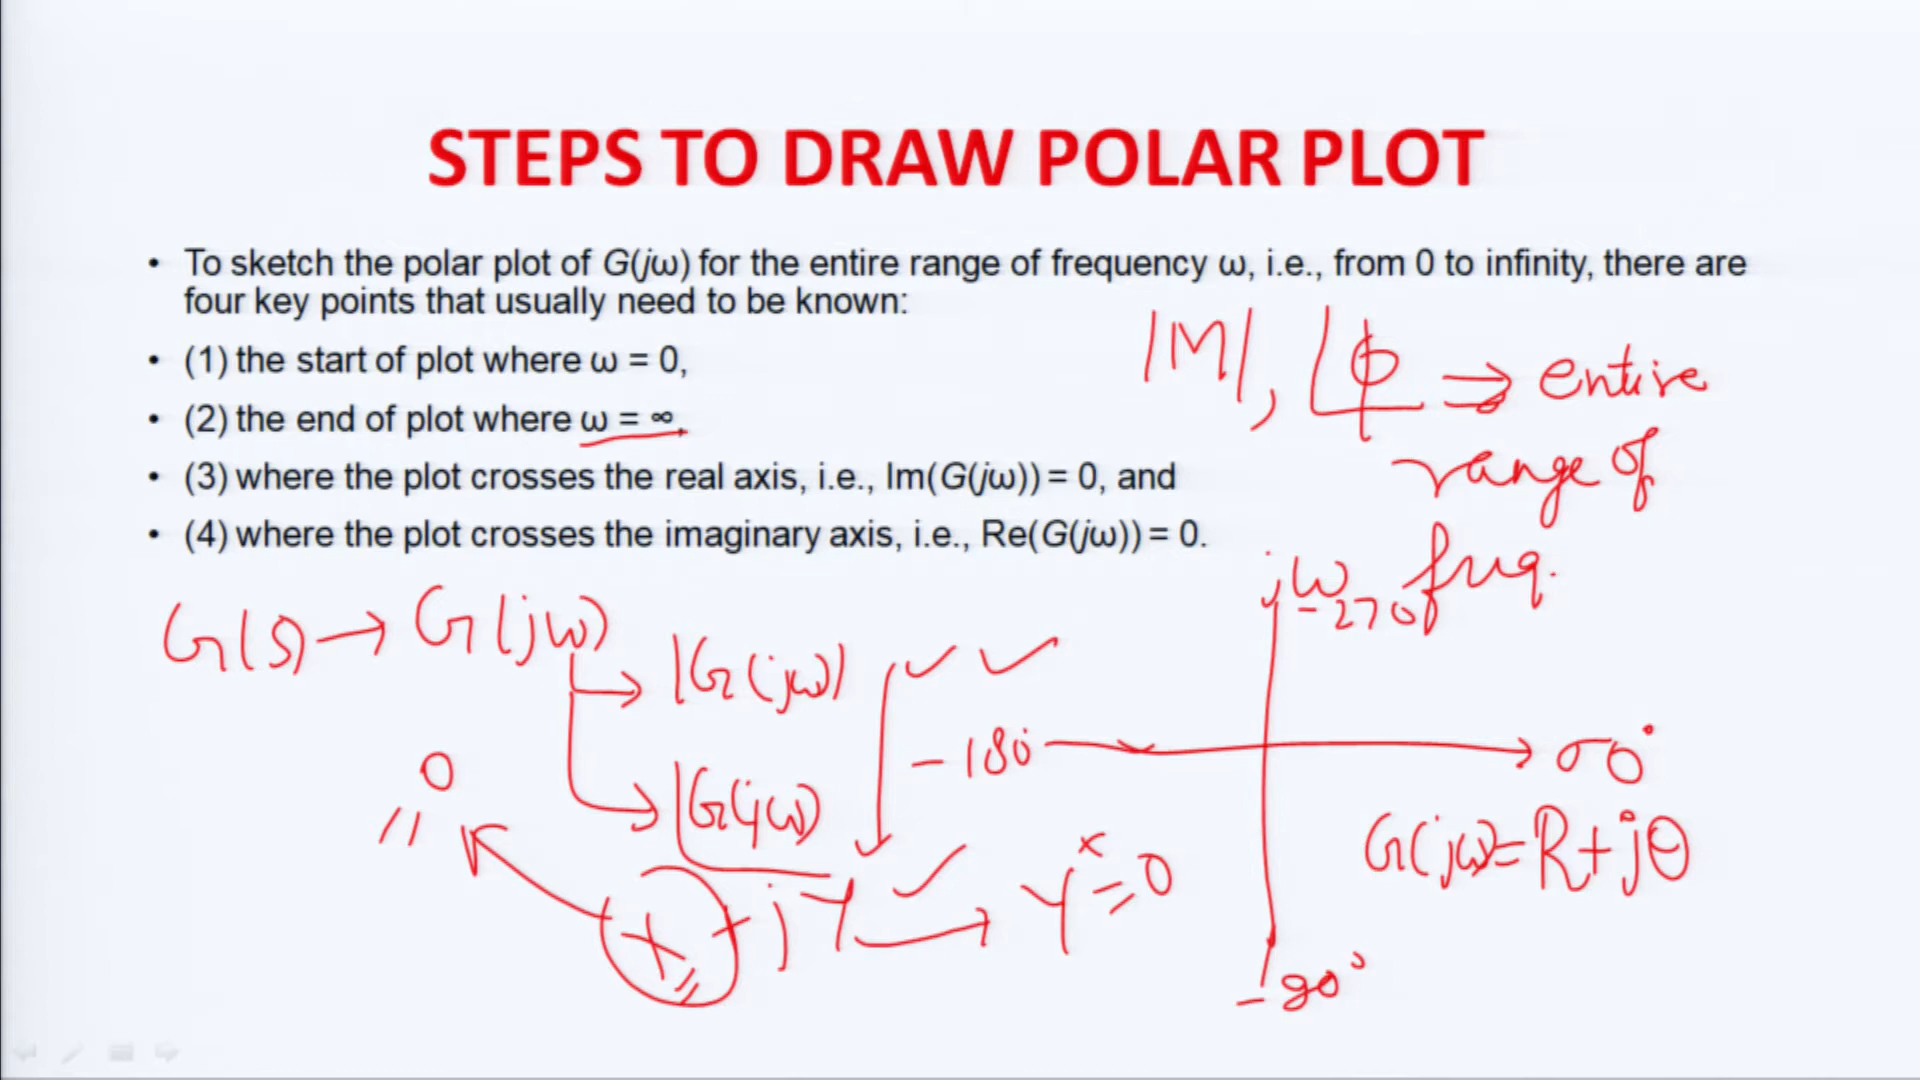 STEPS TO DRAW POLAR PLOT
• To sketch the polar plot of G(jω) for the entire range of frequency ω, i.e., from 0 to infinity, there are
four key points that usually need to be known:
• (1) the start of plot where ω = 0,
• (2) the end of plot where ω = ∞,
• (3) where the plot crosses the real axis, i.e., Im(G(jω)) = 0, and
• (4) where the plot crosses the imaginary axis, i.e., Re(G(jω)) = 0.
|M|, ∠ϕ ⇒ entire
range of
freq.
jω
-270
G(s) → G(jω)
|G(jω)|
-180°
σ 0°
∠G(jω)
0
G(jω) = R + jθ
X + jY → Y = 0
x
-90°